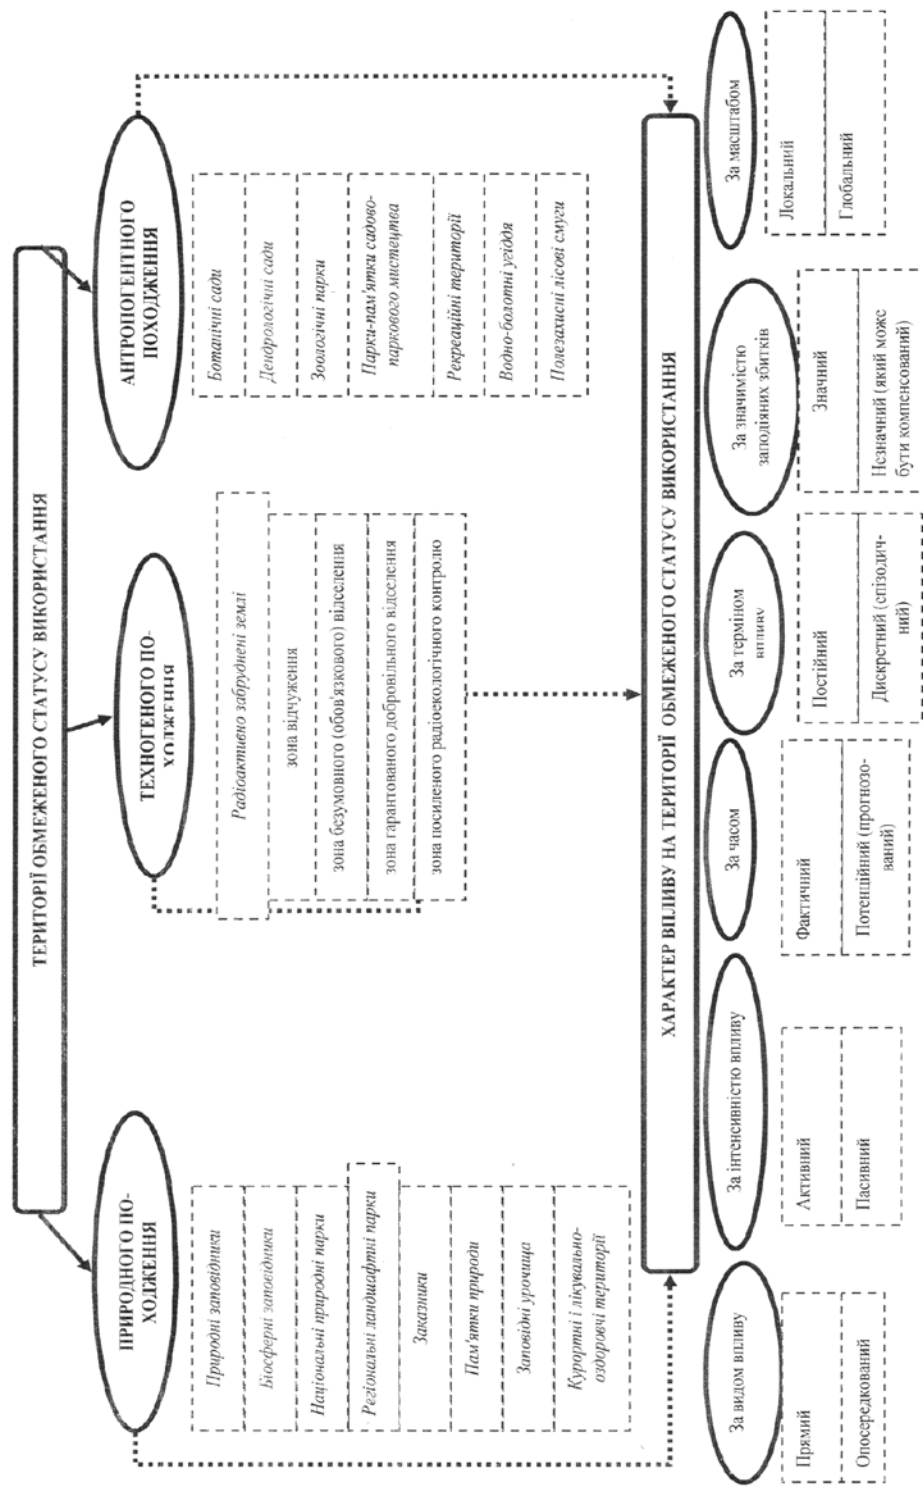 ТЕРИТОРІЇ ОБМЕЖЕНОГО СТАТУСУ ВИКОРИСТАННЯ
ПРИРОДНОГО ПО-
ХОДЖЕННЯ
Природні заповідники
Біосферні заповідники
Національні природні парки
Регіональні ландшафтні парки
Заказники
Пам'ятки природи
Заповідні урочища
Курортні і лікувально-
оздоровчі території
ТЕХНОГЕНОГО ПО-
ХОДЖЕННЯ
Радіоактивно забруднені землі
зона відчуження
зона безумовного (обов'язкового) відселення
зона гарантованого добровільного відселення
зона посиленого радіоекологічного контролю
АНТРОПОГЕНТНОГО
ПОХОДЖЕННЯ
Ботанічні сади
Дендрологічні сади
Зоологічні парки
Парки-пам'ятки садово-
паркового мистецтва
Рекреаційні території
Водно-болотні угіддя
Полезахисні лісові смуги
ХАРАКТЕР ВПЛИВУ НА ТЕРИТОРІЇ ОБМЕЖЕНОГО СТАТУСУ ВИКОРИСТАННЯ
За видом впливу
Прямий
Опосередкований
За інтенсивністю впливу
Активний
Пасивний
За часом
Фактичний
Потенційний (прогнозо-
ваний)
За терміном
впливу
Постійний
Дискретний (епізодич-
ний)
За значимістю
заподіяних збитків
Значний
Незначний (який може
бути компенсований)
За масштабом
Локальний
Глобальний